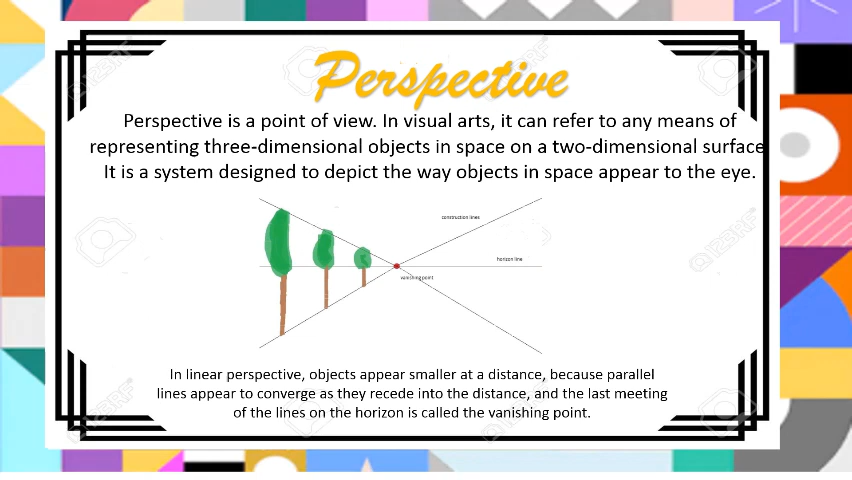 Perspective
Perspective is a point of view. In visual arts, it can refer to any means of
representing three-dimensional objects in space on a two-dimensional surface
It is a system designed to depict the way objects in space appear to the eye.
construction lines
horizon line
vanishing point
In linear perspective, objects appear smaller at a distance, because parallel
lines appear to converge as they recede into the distance, and the last meeting
of the lines on the horizon is called the vanishing point.